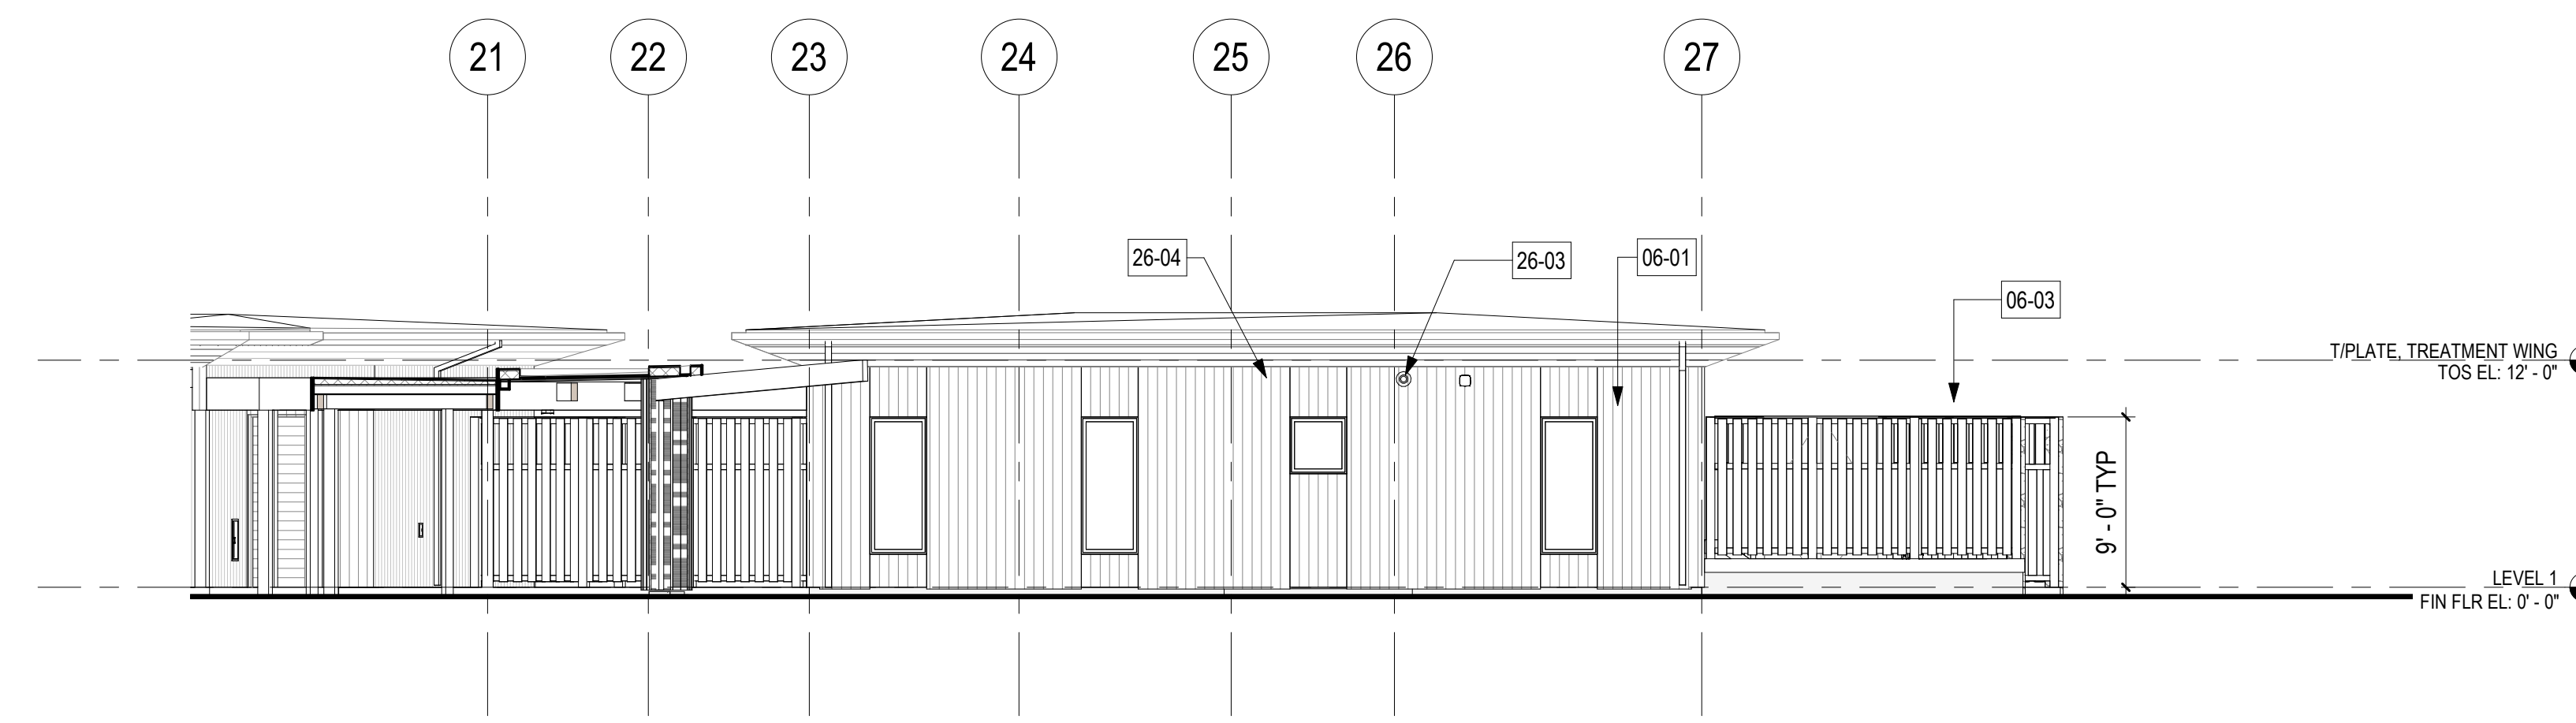 21
22
23
24
25
26
27
26-04
26-03
06-01
06-03
T/PLATE, TREATMENT WING
TOS EL: 12' - 0"
9' - 0" TYP
LEVEL 1
FIN FLR EL: 0' - 0"